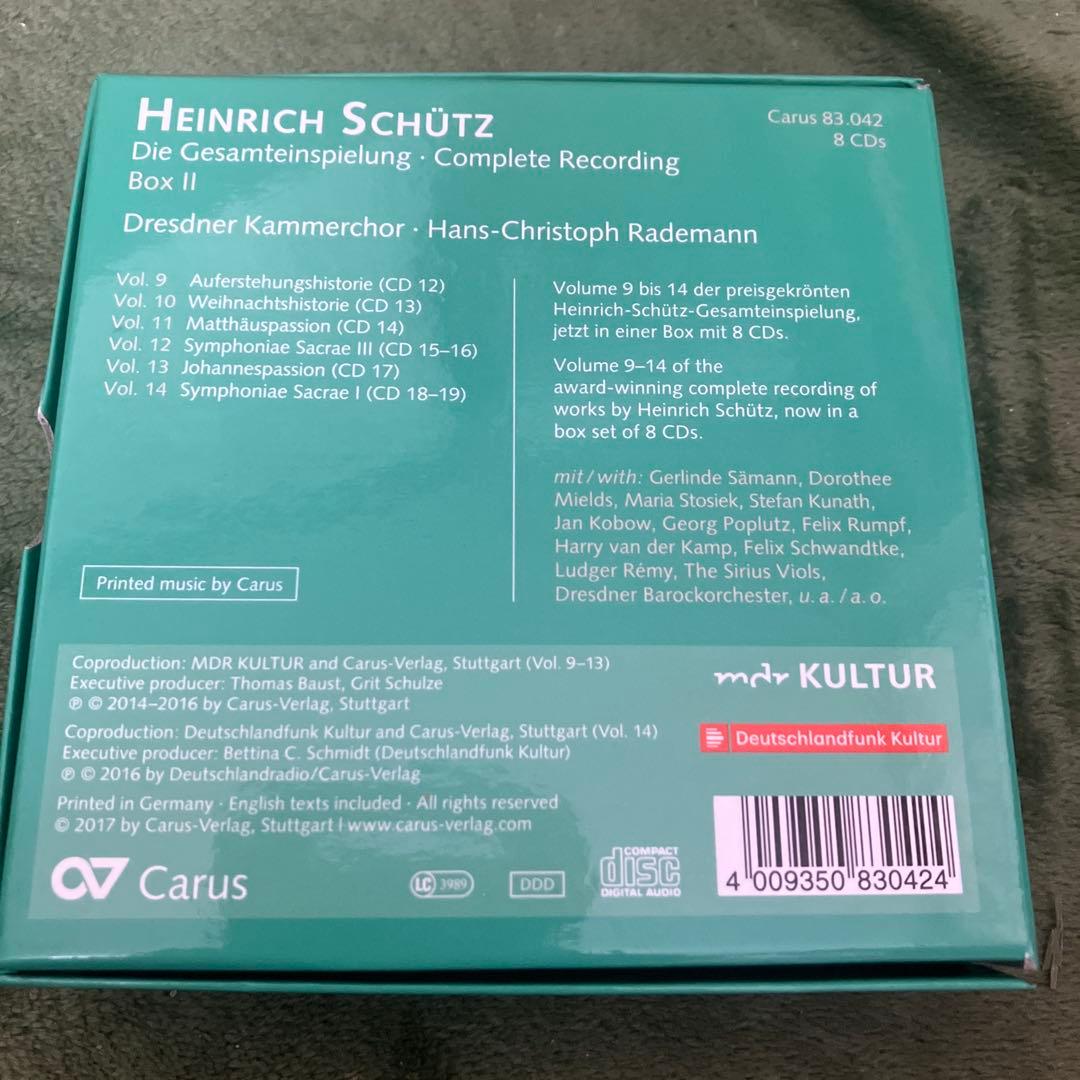 HEINRICH SCHÜTZ
Die Gesamteinspielung · Complete Recording
Box II
Carus 83.042
8 CDs
Dresdner Kammerchor · Hans-Christoph Rademann
Vol. 9 Auferstehungshistorie (CD 12)
Vol. 10 Weihnachtshistorie (CD 13)
Vol. 11 Matthäuspassion (CD 14)
Vol. 12 Symphoniae Sacrae III (CD 15–16)
Vol. 13 Johannespassion (CD 17)
Vol. 14 Symphoniae Sacrae I (CD 18–19)
Volume 9 bis 14 der preisgekrönten
Heinrich-Schütz-Gesamteinspielung,
jetzt in einer Box mit 8 CDs.
Volume 9–14 of the
award-winning complete recording of
works by Heinrich Schütz, now in a
box set of 8 CDs.
mit / with: Gerlinde Sämann, Dorothee
Mields, Maria Stosiek, Stefan Kunath,
Jan Kobow, Georg Poplutz, Felix Rumpf,
Harry van der Kamp, Felix Schwandtke,
Ludger Rémy, The Sirius Viols,
Dresdner Barockorchester, u. a. / a. o.
Printed music by Carus
Coproduction: MDR KULTUR and Carus-Verlag, Stuttgart (Vol. 9–13)
Executive producer: Thomas Baust, Grit Schulze
℗ © 2014–2016 by Carus-Verlag, Stuttgart
Coproduction: Deutschlandfunk Kultur and Carus-Verlag, Stuttgart (Vol. 14)
Executive producer: Bettina C. Schmidt (Deutschlandfunk Kultur)
℗ © 2016 by Deutschlandradio/Carus-Verlag
Printed in Germany · English texts included · All rights reserved
© 2017 by Carus-Verlag, Stuttgart | www.carus-verlag.com
mdr KULTUR
Deutschlandfunk Kultur
Carus
LC 3989
DDD
COMPACT
disc
DIGITAL AUDIO
4 009350 830424